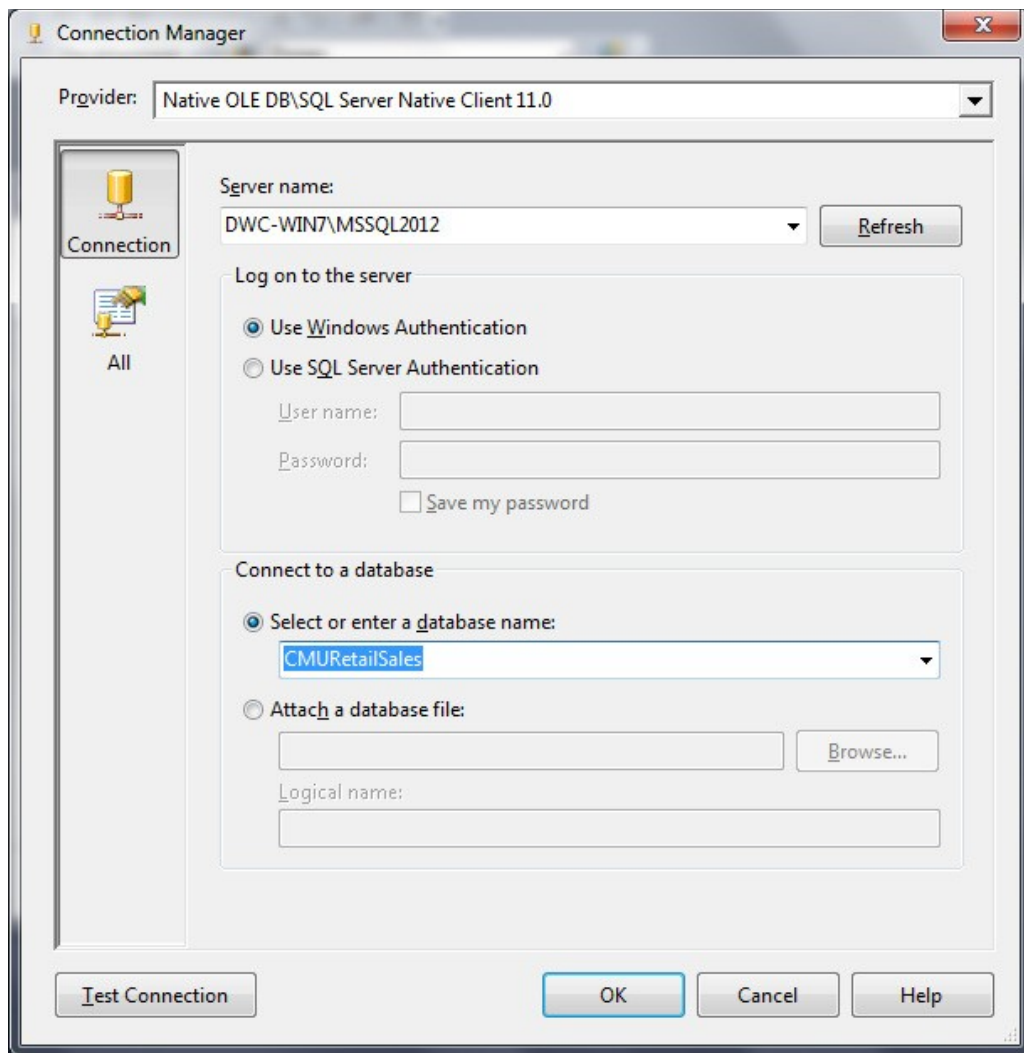 Connection Manager
Provider: Native OLE DB\SQL Server Native Client 11.0
Connection
All
Server name:
DWC-WIN7\MSSQL2012
Refresh
Log on to the server
Use Windows Authentication
Use SQL Server Authentication
User name:
Password:
Save my password
Connect to a database
Select or enter a database name:
CMURetailSales
Attach a database file:
Browse...
Logical name:
Test Connection OK Cancel Help